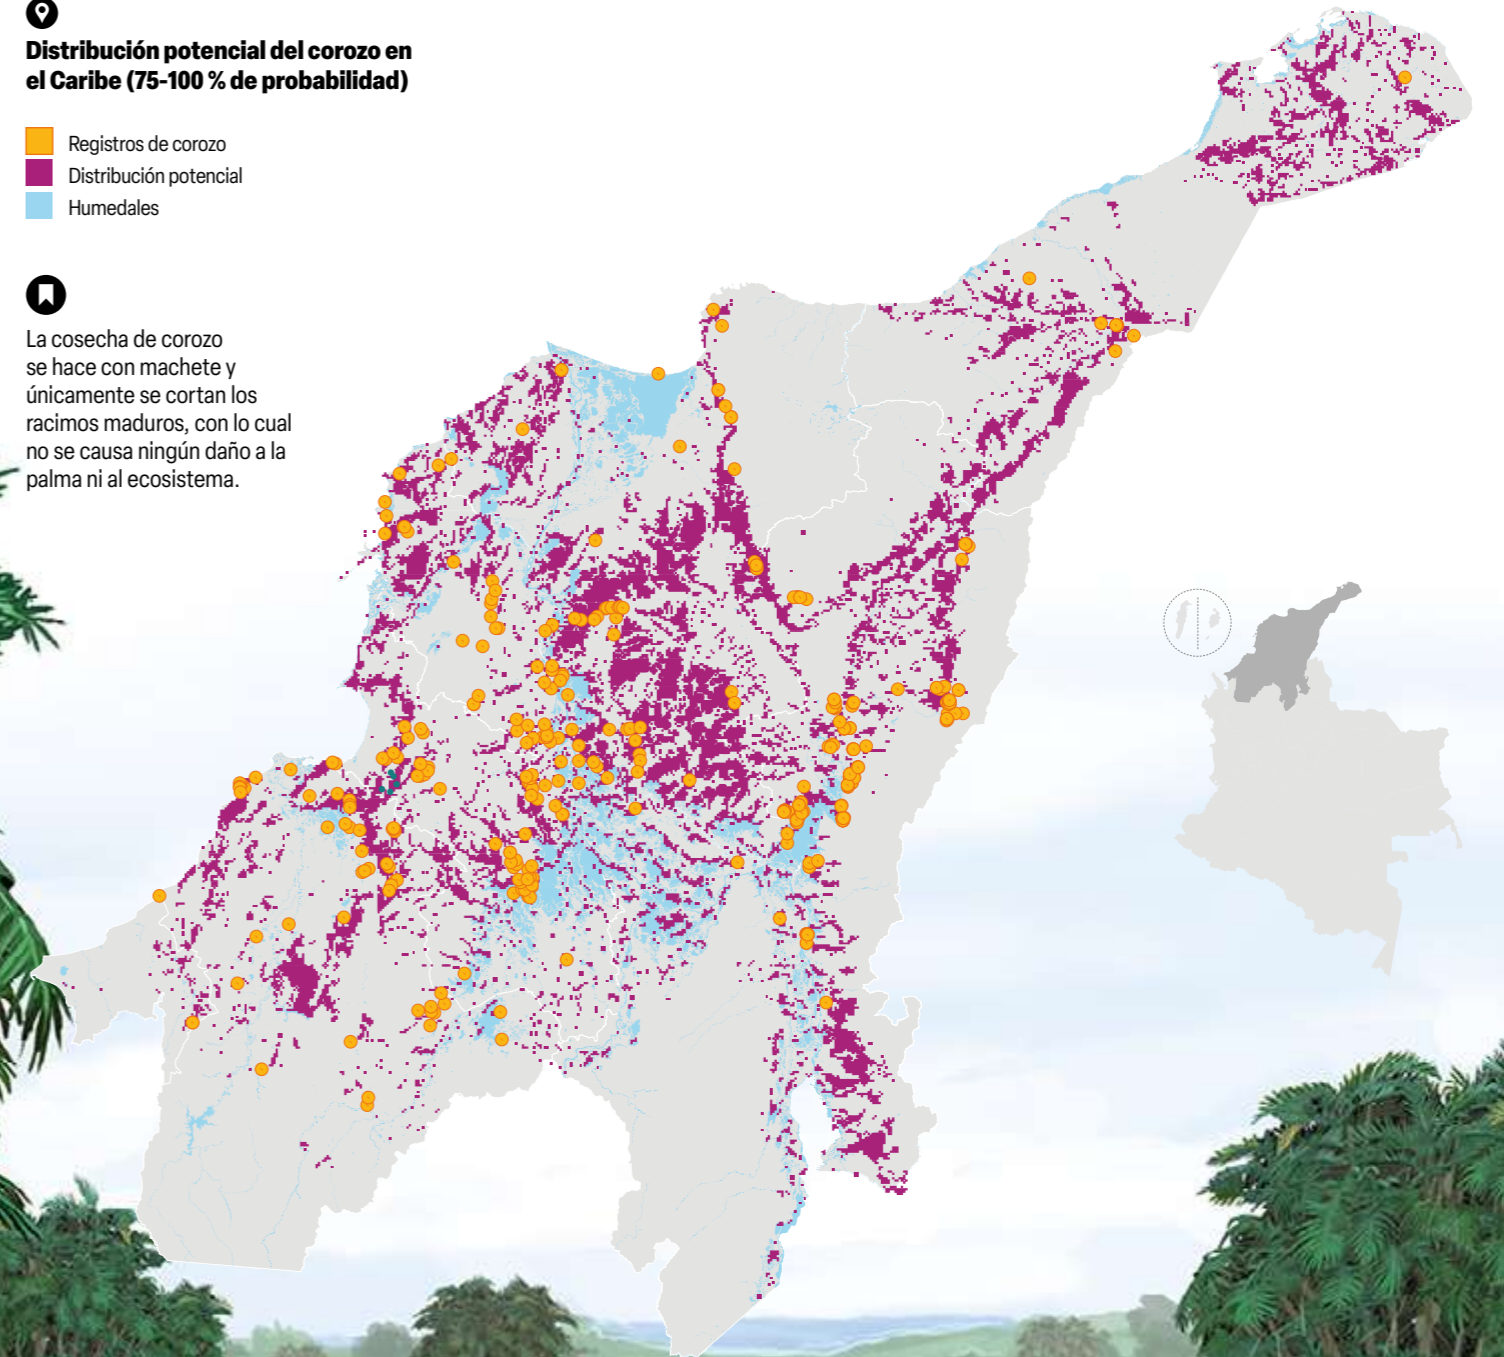 Distribución potencial del corozo en
el Caribe (75-100 % de probabilidad)
Registros de corozo
Distribución potencial
Humedales
La cosecha de corozo
se hace con machete y
únicamente se cortan los
racimos maduros, con lo cual
no se causa ningún daño a la
palma ni al ecosistema.